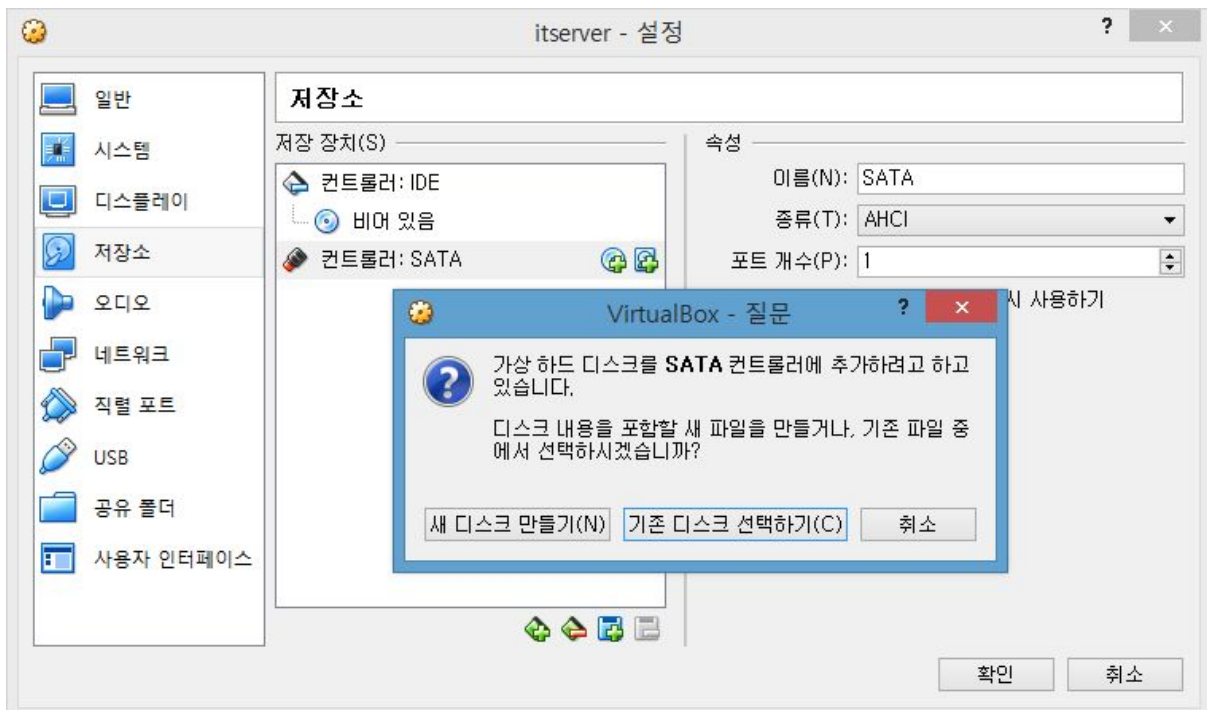 itserver - 설정
일반
시스템
디스플레이
저장소
오디오
네트워크
직렬 포트
USB
공유 폴더
사용자 인터페이스
저장소
저장 장치(S)
컨트롤러: IDE
비어 있음
컨트롤러: SATA
속성
이름(N): SATA
종류(T): AHCI
포트 개수(P): 1
시 사용하기
VirtualBox - 질문
가상 하드 디스크를 SATA 컨트롤러에 추가하려고 하고
있습니다.
디스크 내용을 포함할 새 파일을 만들거나, 기존 파일 중
에서 선택하시겠습니까?
새 디스크 만들기(N) 기존 디스크 선택하기(C) 취소
확인 취소